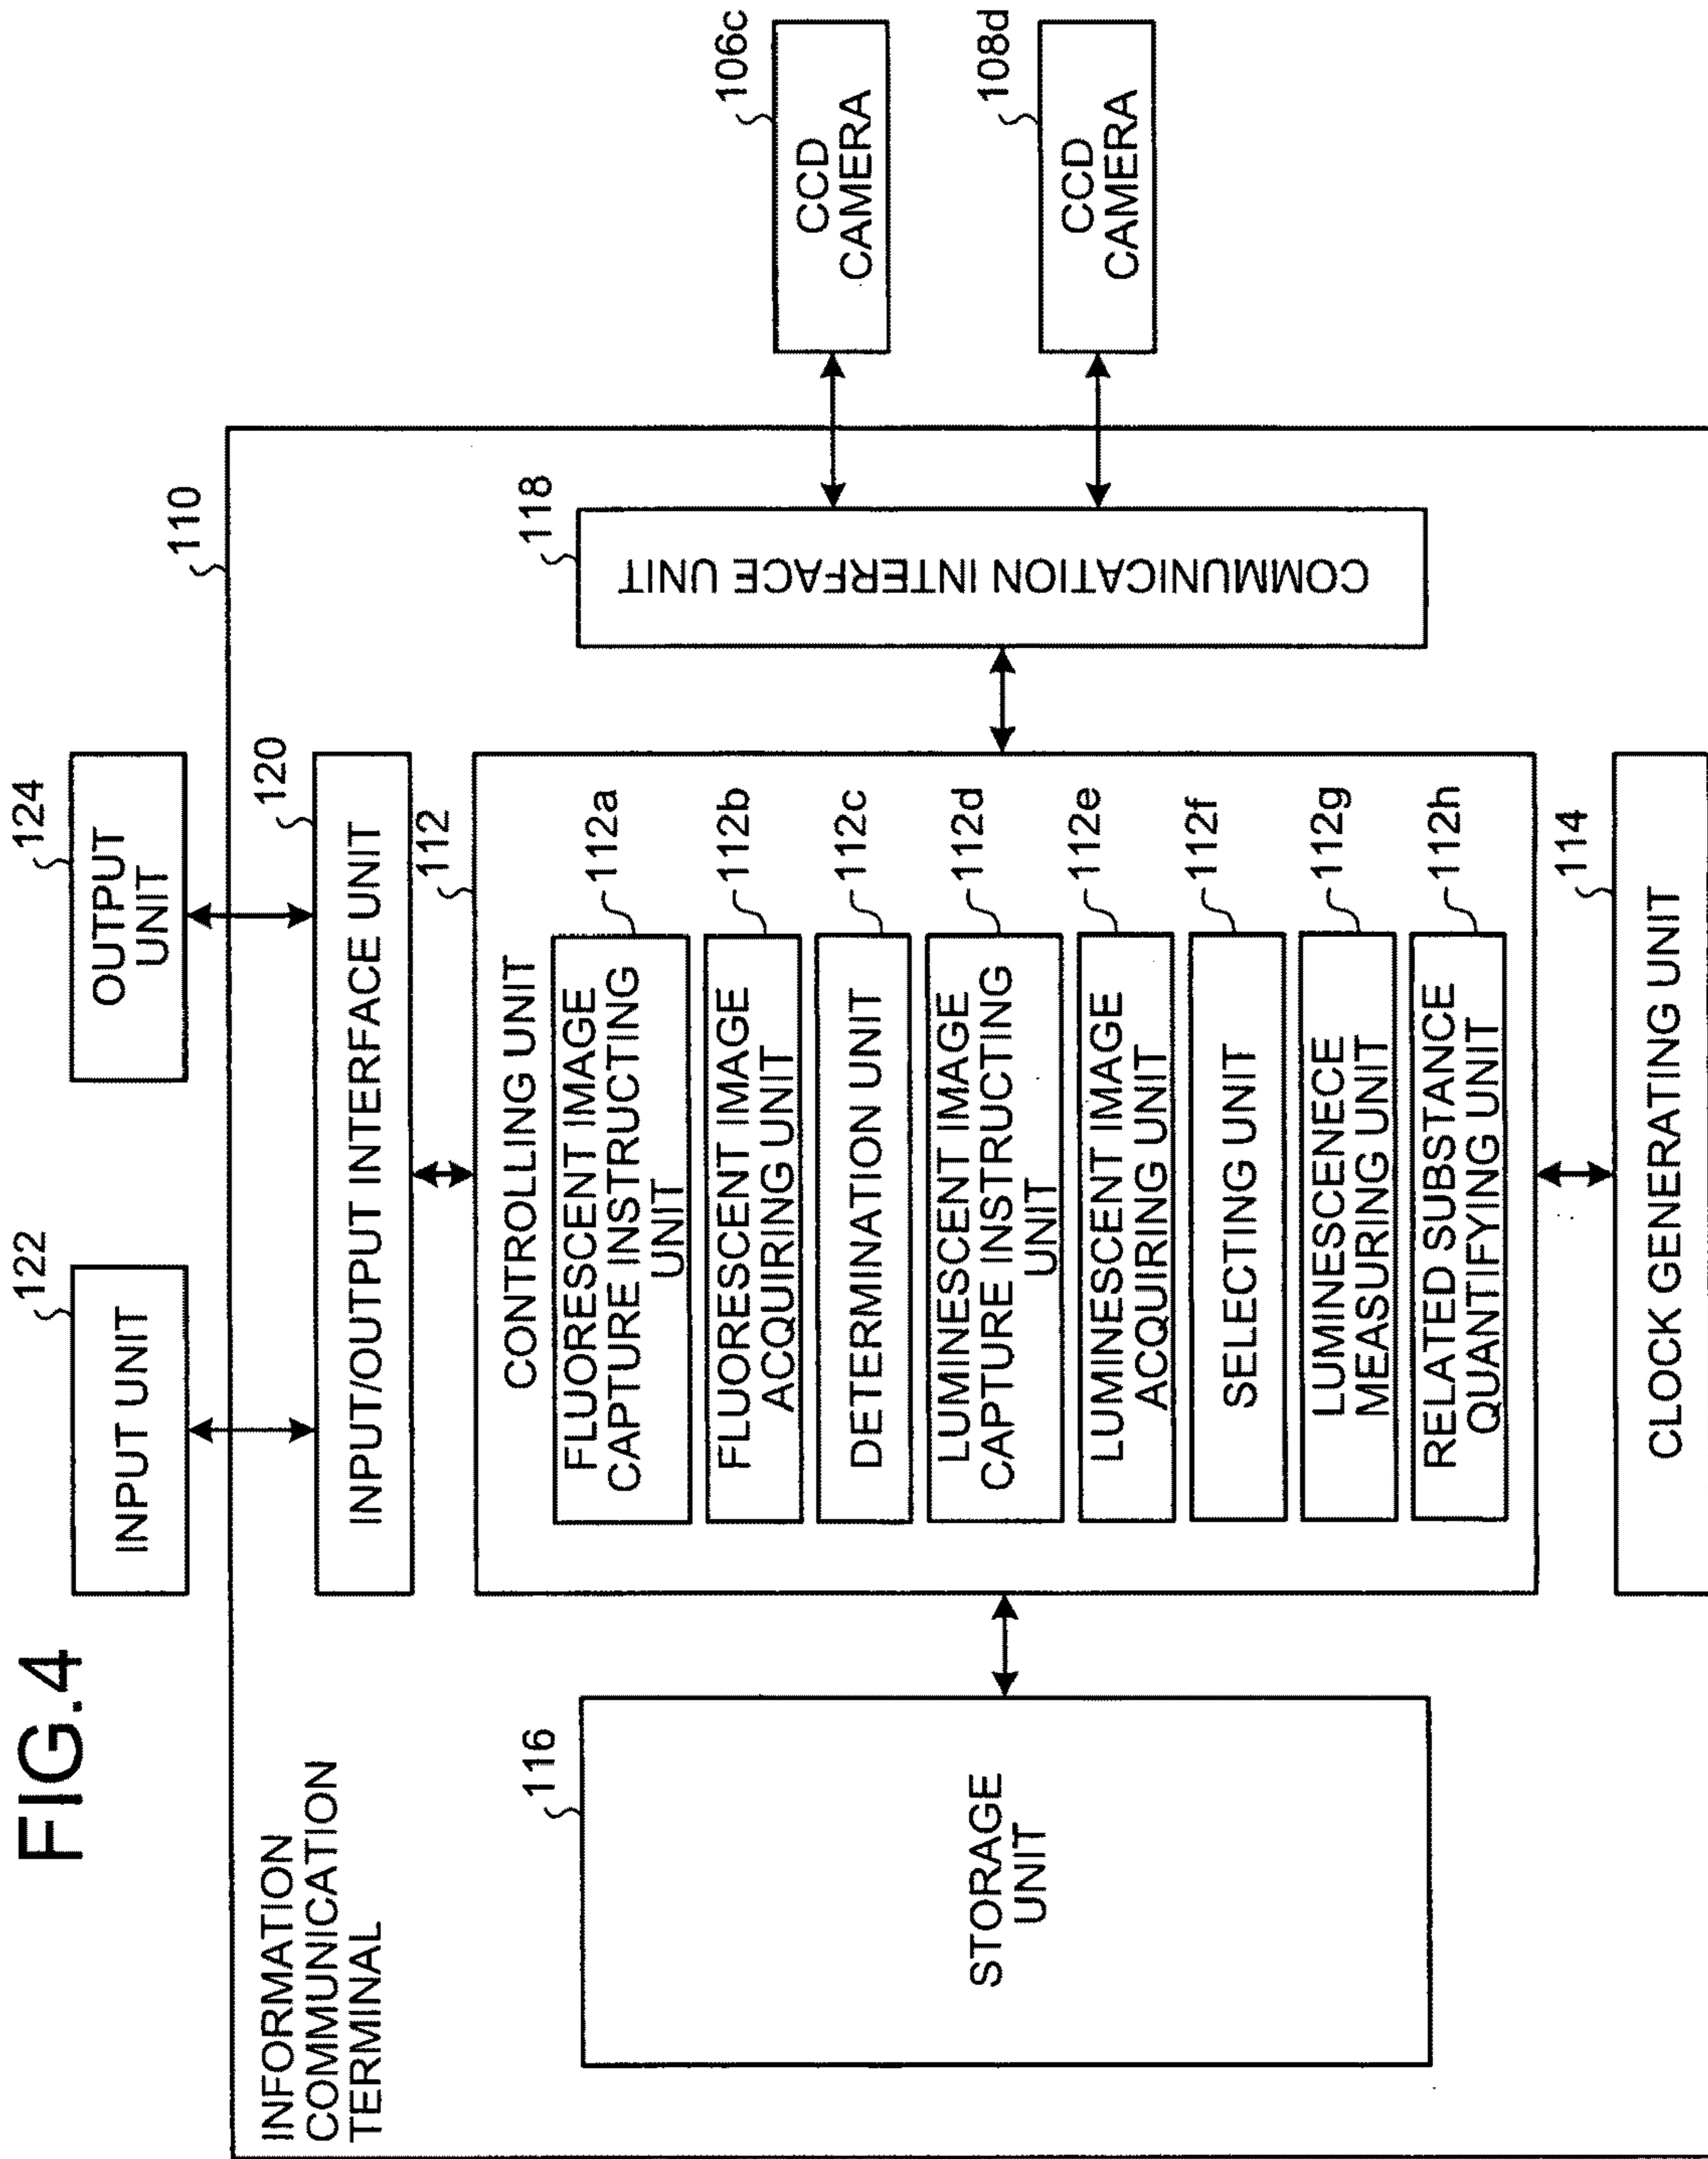 FIG.4
122
INPUT UNIT
124
OUTPUT
UNIT
110
INFORMATION
COMMUNICATION
TERMINAL
120
INPUT/OUTPUT INTERFACE UNIT
112
CONTROLLING UNIT
FLUORESCENT IMAGE
CAPTURE INSTRUCTING
UNIT
112a
FLUORESCENT IMAGE
ACQUIRING UNIT
112b
DETERMINATION UNIT
112c
LUMINESCENT IMAGE
CAPTURE INSTRUCTING
UNIT
112d
LUMINESCENT IMAGE
ACQUIRING UNIT
112e
SELECTING UNIT
112f
LUMINESCENECE
MEASURING UNIT
112g
RELATED SUBSTANCE
QUANTIFYING UNIT
112h
116
STORAGE
UNIT
118
COMMUNICATION INTERFACE UNIT
106c
CCD
CAMERA
108d
CCD
CAMERA
114
CLOCK GENERATING UNIT